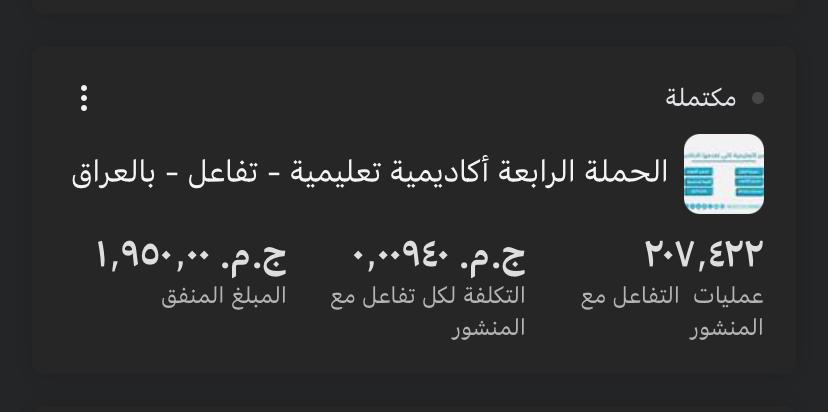 مكتملة
الحملة الرابعة أكاديمية تعليمية - تفاعل - بالعراق
٢٠٧,٤٢٢
عمليات التفاعل مع
المنشور
ج.م. ٠,٠٠٩٤٠
التكلفة لكل تفاعل مع
المنشور
ج.م. ١,٩٥٠,٠٠
المبلغ المنفق